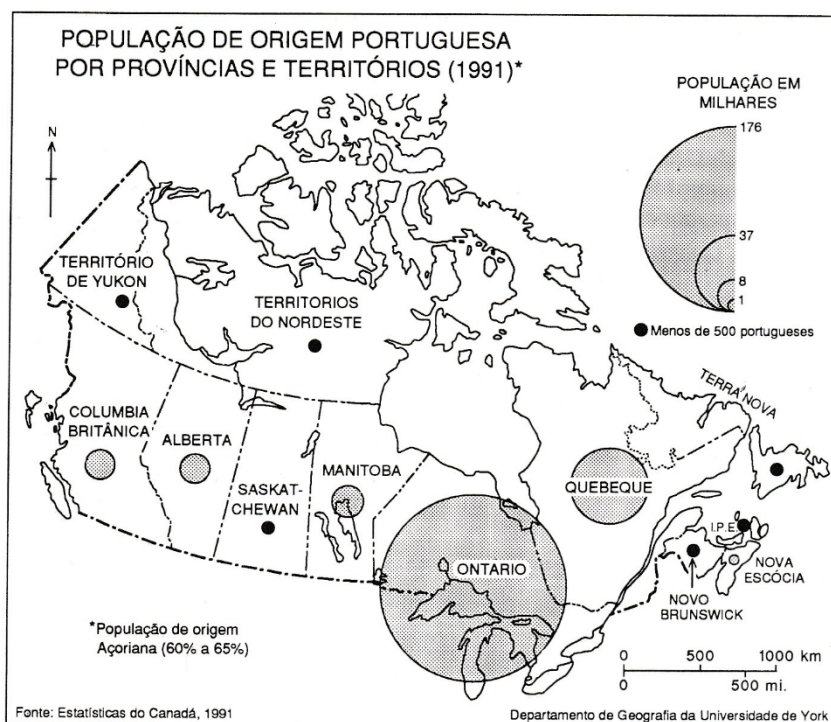 POPULAÇÃO DE ORIGEM PORTUGUESA
POR PROVÍNCIAS E TERRITÓRIOS (1991)*
POPULAÇÃO EM
MILHARES
176
37
8
1
Menos de 500 portugueses
N
TERRITÓRIO
DE YUKON
TERRITORIOS
DO NORDESTE
COLUMBIA
BRITÂNICA
ALBERTA
SASKAT-
CHEWAN
MANITOBA
ONTARIO
QUEBEQUE
TERRA NOVA
I.P.E.
NOVA
ESCÓCIA
NOVO
BRUNSWICK
*População de origem
Açoriana (60% a 65%)
0 500 1000 km
0 500 mi.
Fonte: Estatísticas do Canadá, 1991
Departamento de Geografia da Universidade de York